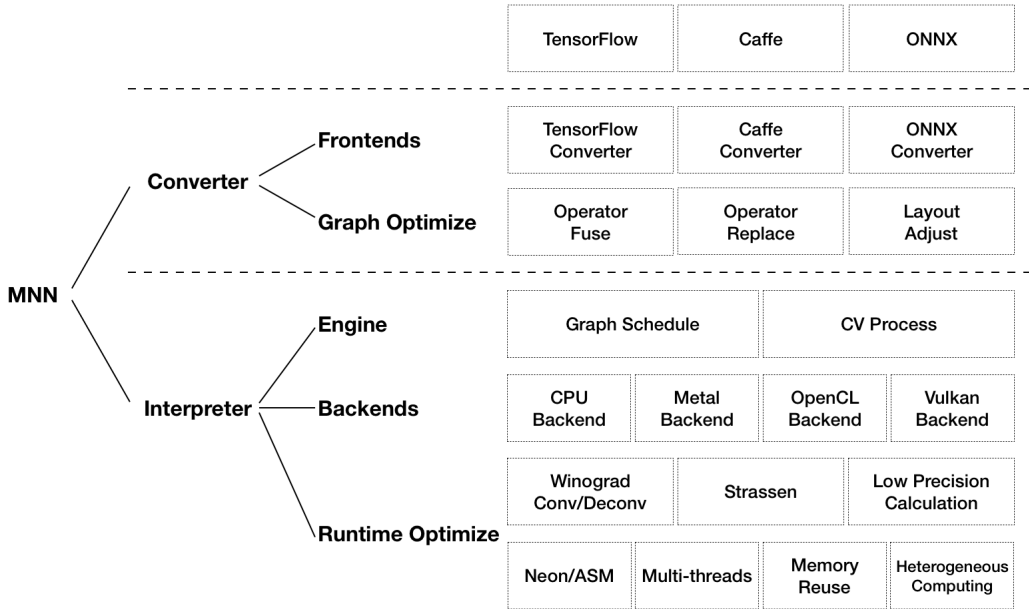 TensorFlow
Caffe
ONNX
Frontends
TensorFlow
Converter
Caffe
Converter
ONNX
Converter
Converter
Graph Optimize
Operator
Fuse
Operator
Replace
Layout
Adjust
MNN
Engine
Graph Schedule
CV Process
Interpreter
Backends
CPU
Backend
Metal
Backend
OpenCL
Backend
Vulkan
Backend
Runtime Optimize
Winograd
Conv/Deconv
Strassen
Low Precision
Calculation
Neon/ASM
Multi-threads
Memory
Reuse
Heterogeneous
Computing